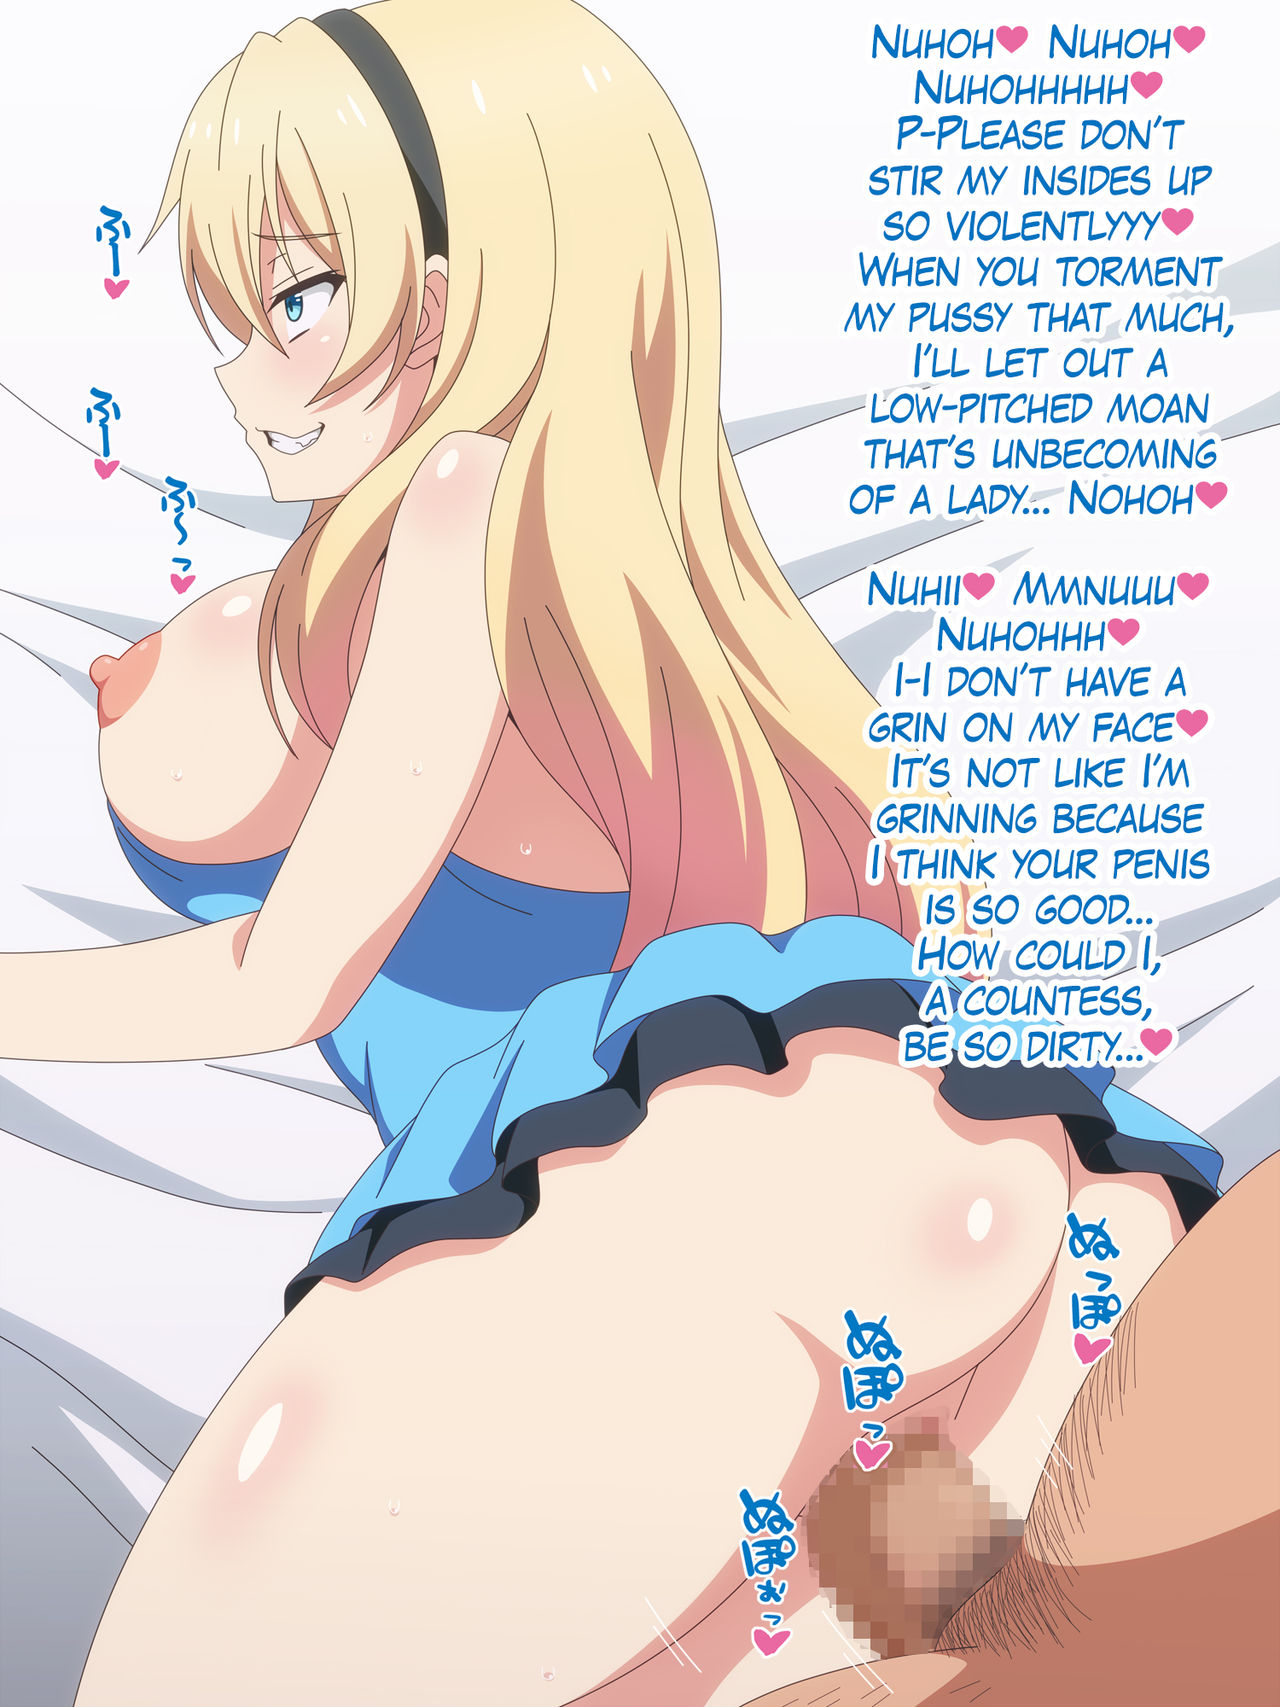 Nuhoh♥ Nuhoh♥
Nuhohhhhh♥
P-Please don't
stir my insides up
so violentlyyy♥
When you torment
my pussy that much,
I'll let out a
low-pitched moan
that's unbecoming
of a lady... Nohoh♥
Nuhii♥ Mmnuuu♥
Nuhohhh♥
I-I don't have a
grin on my face♥
It's not like I'm
grinning because
I think your penis
is so good...
How could I,
a countess,
be so dirty...♥
ふー♥
ふー♥
ふ~っ♥
ぬっぽ♥
ぬぽっ♥
ぬぽぉっ♥